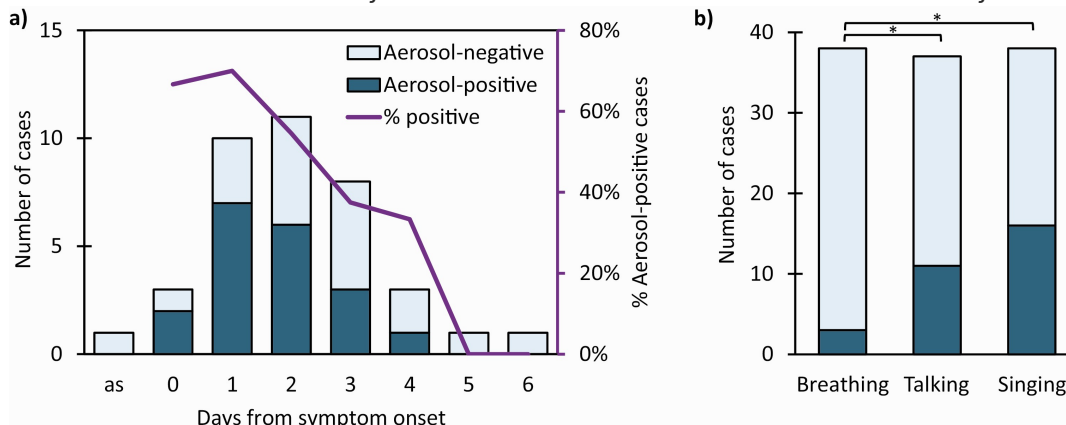 a)
15
10
5
0
Number of cases
Aerosol-negative
Aerosol-positive
% positive
80%
60%
40%
20%
0%
% Aerosol-positive cases
as 0 1 2 3 4 5 6
Days from symptom onset
b)
40
30
20
10
0
Number of cases
*
*
Breathing Talking Singing